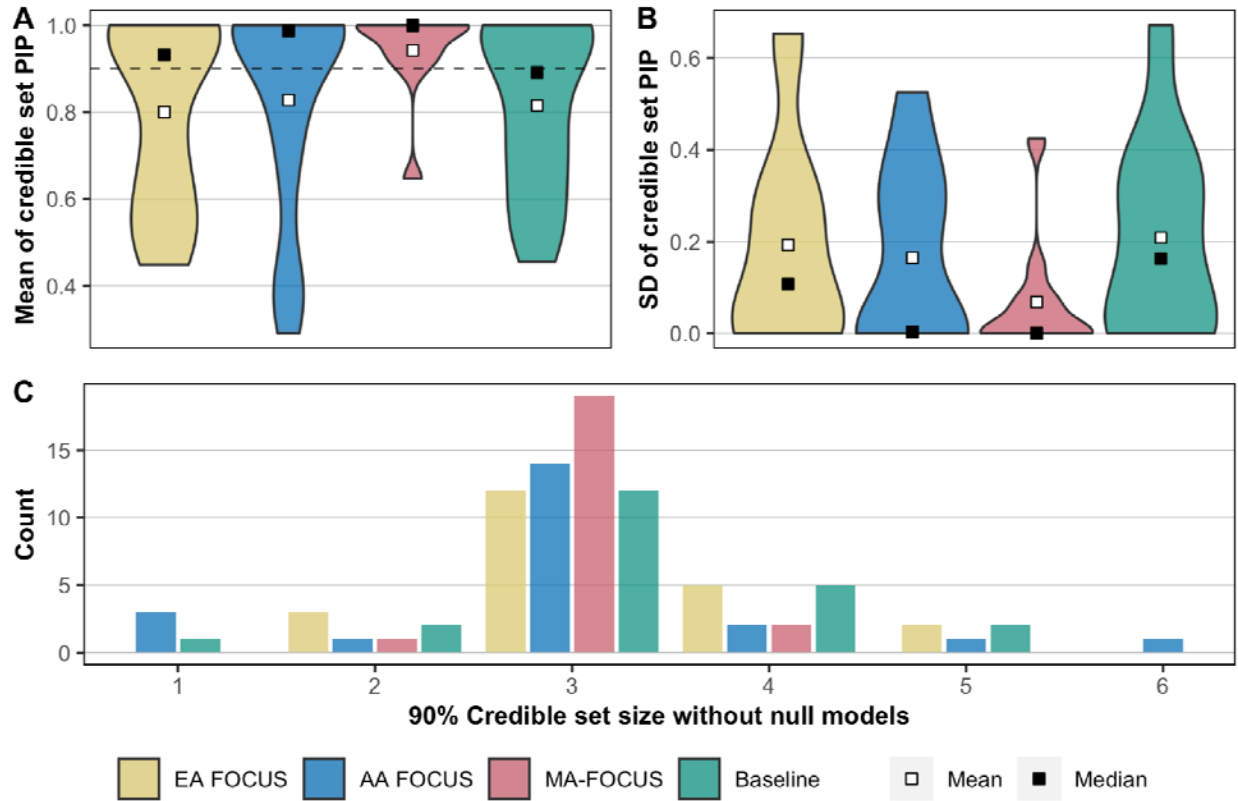 A
Mean of credible set PIP
1.0
0.8
0.6
0.4
B
SD of credible set PIP
0.6
0.4
0.2
0.0
C
Count
15
10
5
0
1 2 3 4 5 6
90% Credible set size without null models
EA FOCUS AA FOCUS MA-FOCUS Baseline Mean Median